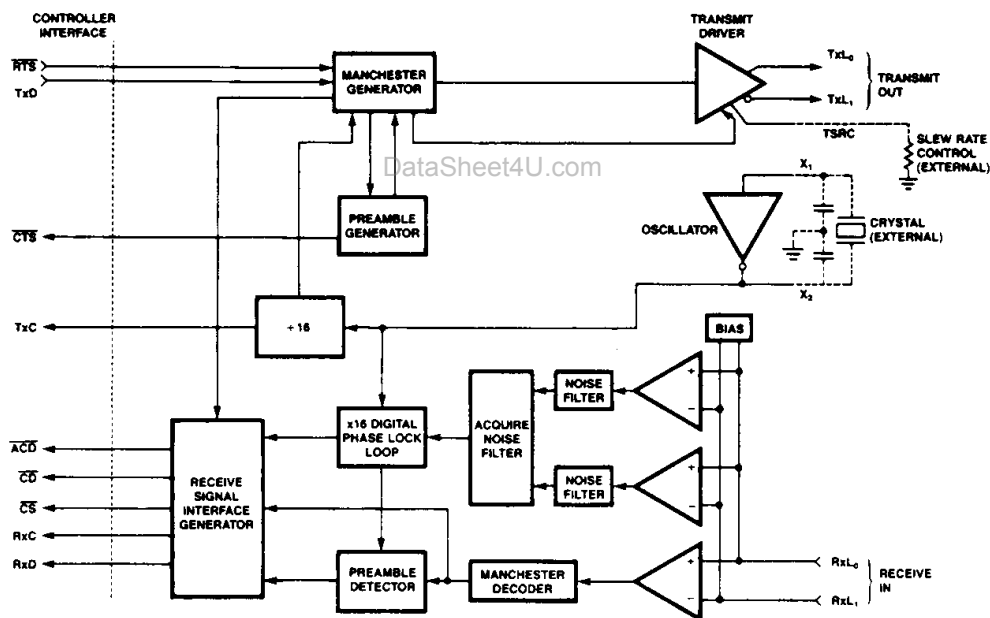 CONTROLLER
INTERFACE
TRANSMIT
DRIVER
RTS
TxD
MANCHESTER
GENERATOR
TxL₀
TxL₁
TRANSMIT
OUT
TSRC
SLEW RATE
CONTROL
(EXTERNAL)
DataSheet4U.com
X₁
CTS
PREAMBLE
GENERATOR
OSCILLATOR
CRYSTAL
(EXTERNAL)
X₂
TxC
÷16
BIAS
ACQUIRE
NOISE
FILTER
NOISE
FILTER
+
−
x16 DIGITAL
PHASE LOCK
LOOP
ACD
CD
CS
RxC
RxD
RECEIVE
SIGNAL
INTERFACE
GENERATOR
NOISE
FILTER
+
−
PREAMBLE
DETECTOR
MANCHESTER
DECODER
+
−
RxL₀
RxL₁
RECEIVE
IN